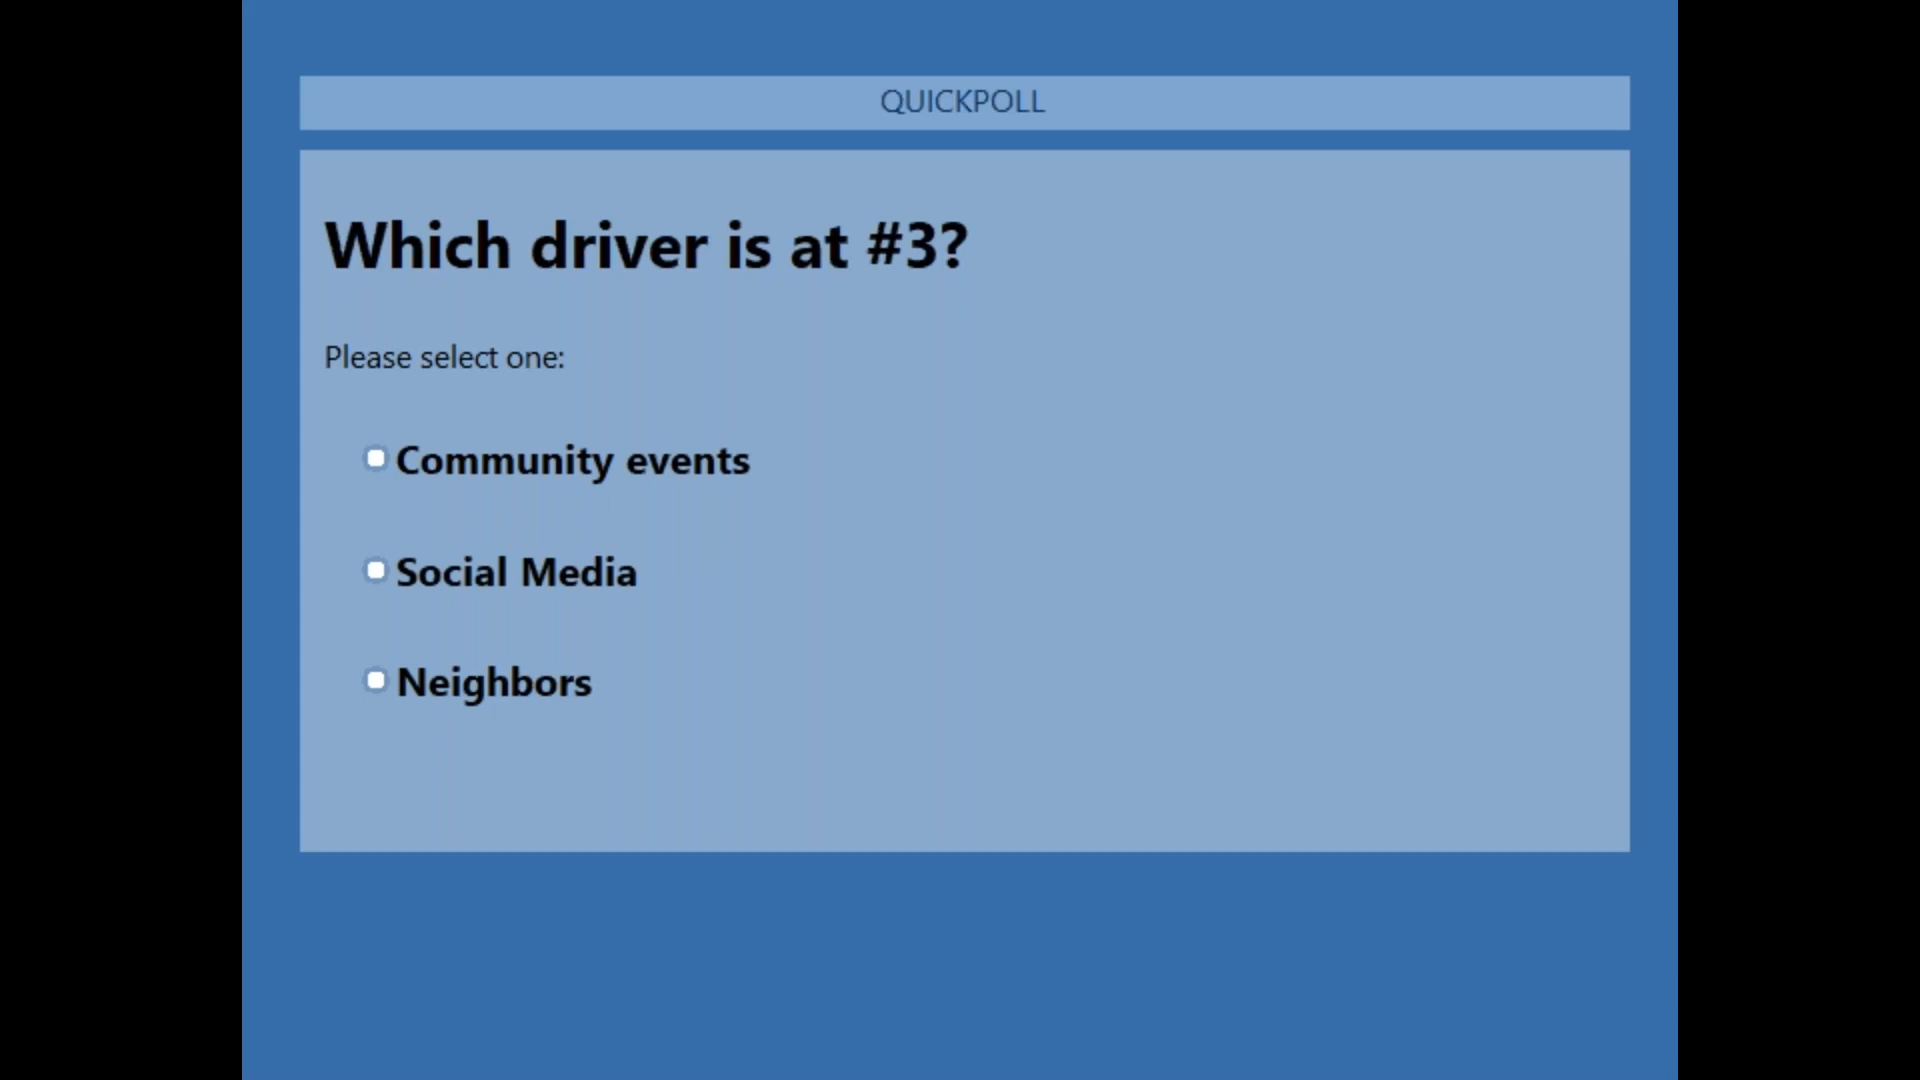 QUICKPOLL
Which driver is at #3?
Please select one:
Community events
Social Media
Neighbors